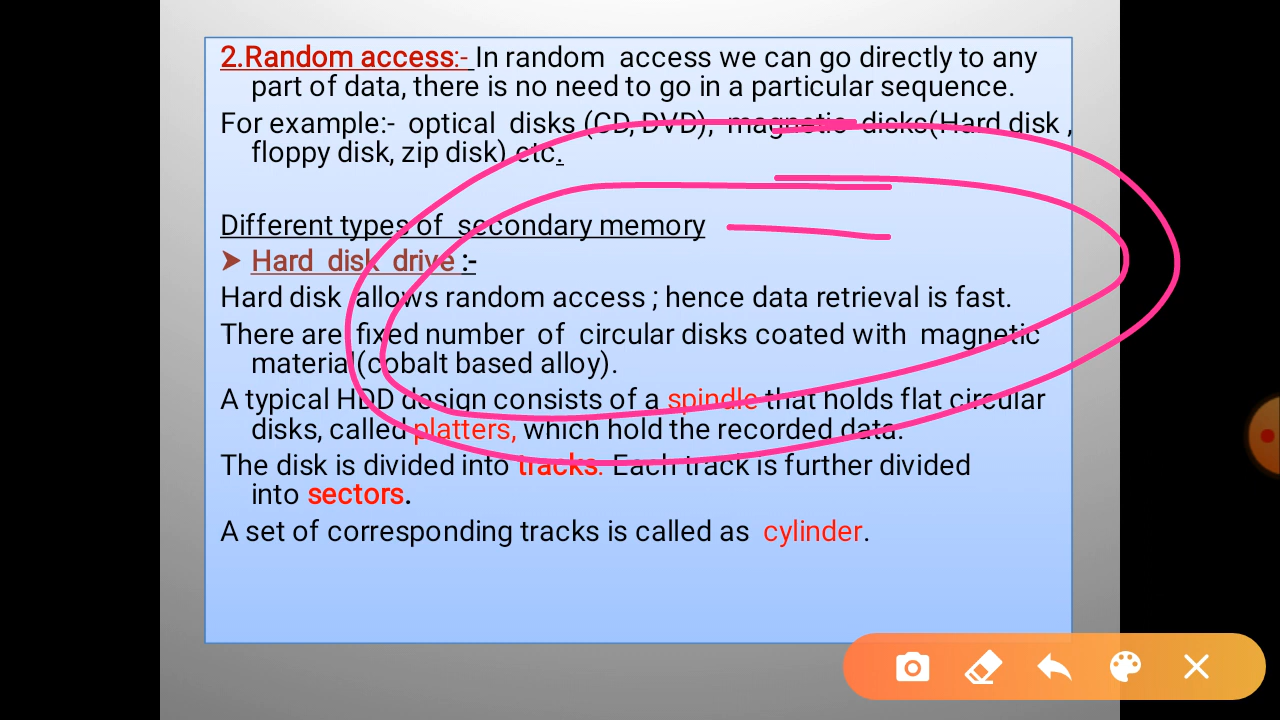 2.Random access:- In random access we can go directly to any
part of data, there is no need to go in a particular sequence.
For example:- optical disks (CD, DVD), magnetic disks(Hard disk ,
floppy disk, zip disk) etc.
Different types of secondary memory
➤ Hard disk drive :-
Hard disk allows random access ; hence data retrieval is fast.
There are fixed number of circular disks coated with magnetic
material(cobalt based alloy).
A typical HDD design consists of a spindle that holds flat circular
disks, called platters, which hold the recorded data.
The disk is divided into tracks. Each track is further divided
into sectors.
A set of corresponding tracks is called as cylinder.